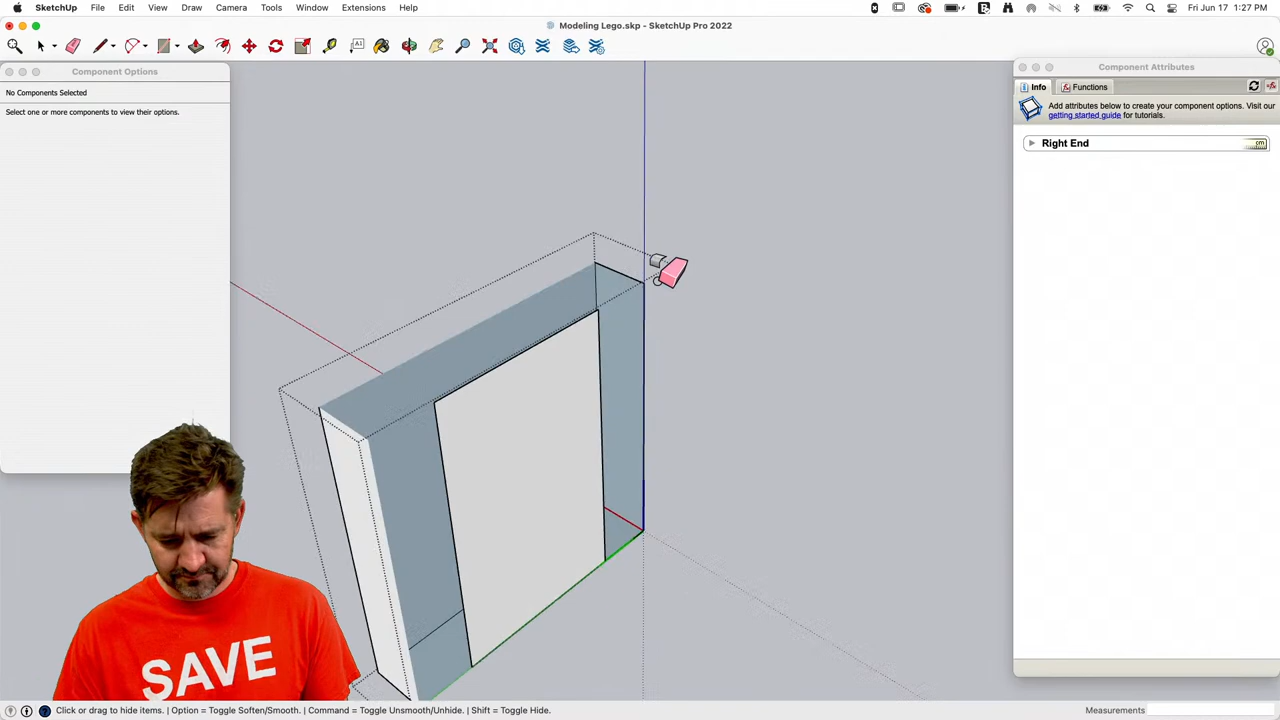 SketchUp File Edit View Draw Camera Tools Window Extensions Help Fri Jun 17 1:27 PM
Modeling Lego.skp - SketchUp Pro 2022
Component Options
No Components Selected
Select one or more components to view their options.
Component Attributes
Info Functions
Add attributes below to create your component options. Visit our
getting started guide for tutorials.
Right End cm
SAVE
Click or drag to hide items. | Option = Toggle Soften/Smooth. | Command = Toggle Unsmooth/Unhide. | Shift = Toggle Hide. Measurements